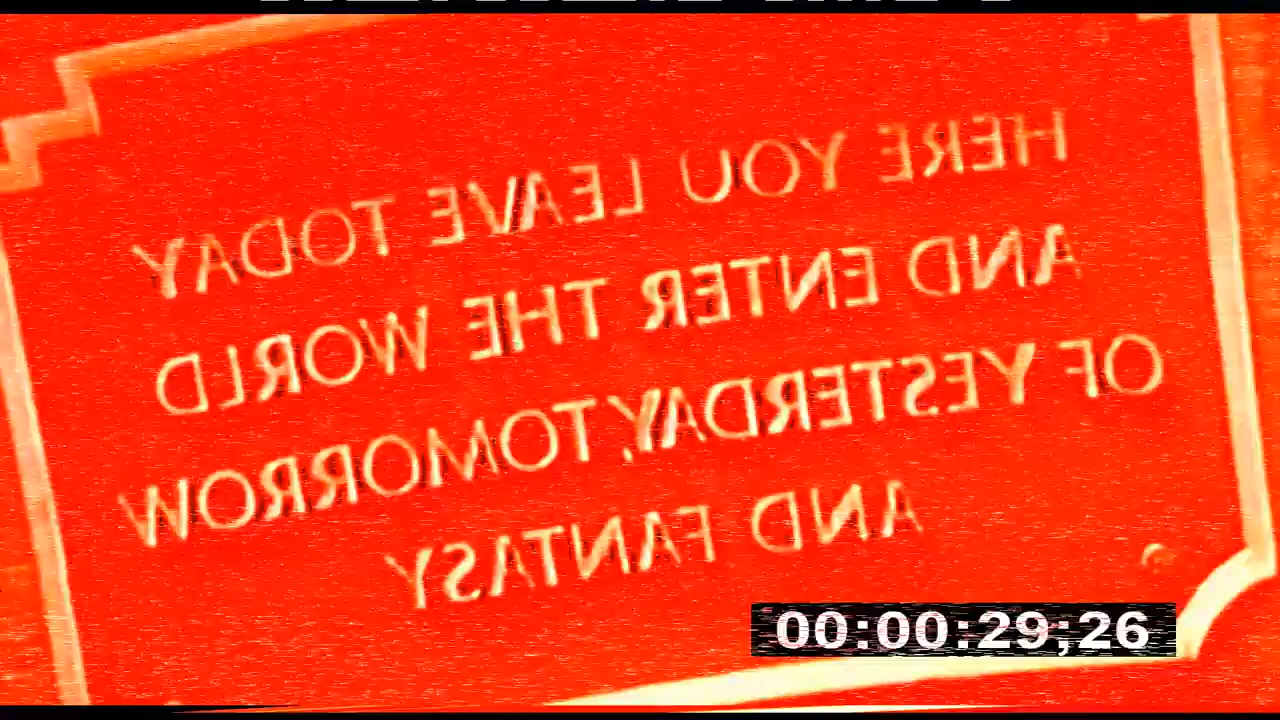 HERE YOU LEAVE TODAY
AND ENTER THE WORLD
OF YESTERDAY, TOMORROW
AND FANTASY
00:00:29;26